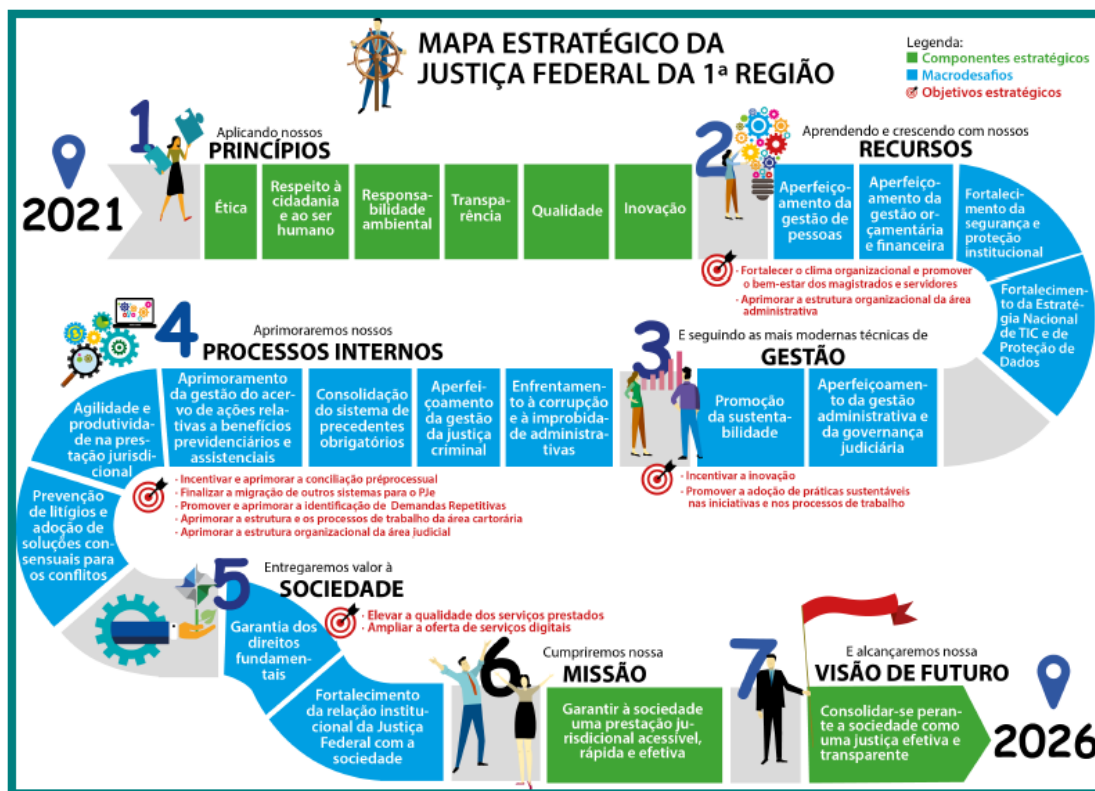 MAPA ESTRATÉGICO DA
JUSTIÇA FEDERAL DA 1ª REGIÃO
Legenda:
Componentes estratégicos
Macrodesafios
Objetivos estratégicos
2021
1
Aplicando nossos
PRINCÍPIOS
Ética
Respeito à
cidadania
e ao ser
humano
Responsa-
bilidade
ambiental
Transpa-
rência
Qualidade
Inovação
2
Aprendendo e crescendo com nossos
RECURSOS
Aperfeiço-
amento da
gestão de
pessoas
Aperfeiço-
amento da
gestão or-
çamentária
e financeira
Fortaleci-
mento da
segurança e
proteção
institucional
Fortalecimen-
to da Estraté-
gia Nacional
de TIC e de
Proteção de
Dados
- Fortalecer o clima organizacional e promover
o bem-estar dos magistrados e servidores
- Aprimorar a estrutura organizacional da área
administrativa
3
E seguindo as mais modernas técnicas de
GESTÃO
Aperfeiçoamen-
to da gestão
administrativa e
da governança
judiciária
Promoção
da sustenta-
bilidade
- Incentivar a inovação
- Promover a adoção de práticas sustentáveis
nas iniciativas e nos processos de trabalho
4
Aprimoraremos nossos
PROCESSOS INTERNOS
Enfrentamen-
to à corrupção
e à improbida-
de administra-
tivas
Aperfei-
çoamento
da gestão
da justiça
criminal
Consolidação
do sistema de
precedentes
obrigatórios
Aprimoramento
da gestão do acer-
vo de ações rela-
tivas a benefícios
previdenciários e
assistenciais
Agilidade e
produtivida-
de na pres-
tação jurisdi-
cional
Prevenção
de litígios e
adoção de
soluções con-
sensuais para
os conflitos
- Incentivar e aprimorar a conciliação préprocessual
- Finalizar a migração de outros sistemas para o PJe
- Promover e aprimorar a identificação de Demandas Repetitivas
- Aprimorar a estrutura e os processos de trabalho da área cartorária
- Aprimorar a estrutura organizacional da área judicial
5
Entregaremos valor à
SOCIEDADE
Garantia dos
direitos
fundamen-
tais
Fortalecimento
da relação institu-
cional da Justiça
Federal com a
sociedade
- Elevar a qualidade dos serviços prestados
- Ampliar a oferta de serviços digitais
6
Cumpriremos nossa
MISSÃO
Garantir à sociedade
uma prestação ju-
risdicional acessível,
rápida e efetiva
7
E alcançaremos nossa
VISÃO DE FUTURO
Consolidar-se peran-
te a sociedade como
uma justiça efetiva e
transparente
2026